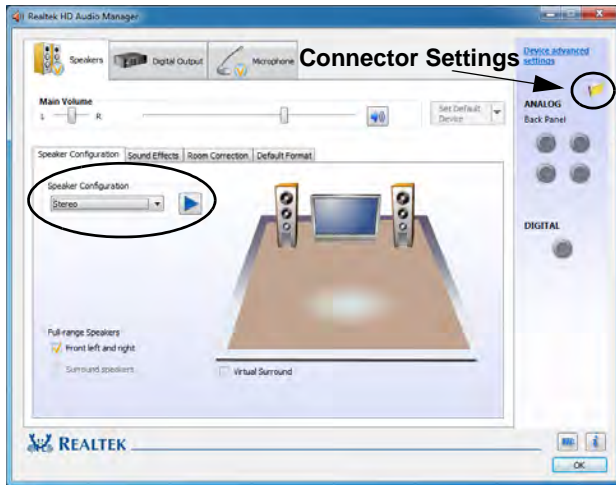 Realtek HD Audio Manager
Speakers
Digital Output
Microphone
Connector Settings
Device advanced
settings
Main Volume
L
R
Set Default
Device
ANALOG
Back Panel
Speaker Configuration
Sound Effects
Room Correction
Default Format
Speaker Configuration
Stereo
DIGITAL
Full-range Speakers
Front left and right
Surround speakers
Virtual Surround
REALTEK
i
OK